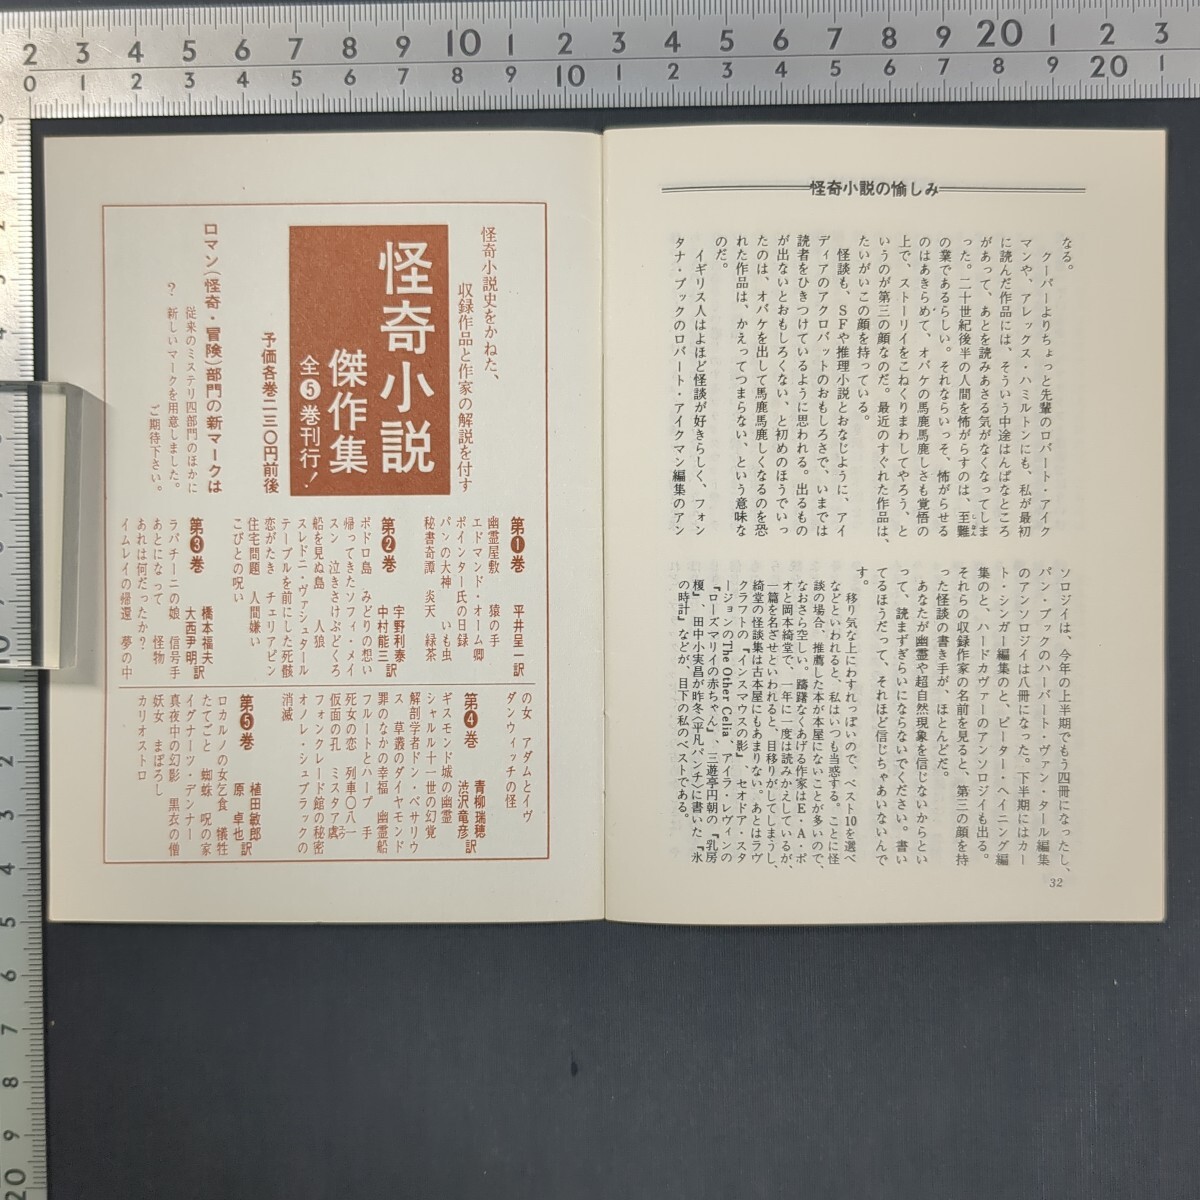 怪奇小説の愉しみ
なる。
クーパーよりちょっと先輩のロバート・アイク
マンや、アレックス・ハミルトンにも、私が最初
に読んだ作品には、そういう中途はんぱなところ
があって、あとを読みあさる気がなくなってしま
った。二十世紀後半の人間を怖がらすのは、至難
の業であるらしい。それならいっそ、怖がらせる
のはあきらめて、オバケの馬鹿馬鹿しさも覚悟の
上で、ストーリイをこねくりまわしてやろう、と
いうのが第三の顔なのだ。最近のすぐれた作品は、
たいがいこの顔を持っている。
怪談も、SFや推理小説とおなじように、アイ
ディアのアクロバットのおもしろさで、いまでは
読者をひきつけているように思われる。出るもの
が出ないとおもしろくない、と初めのほうでいっ
たのは、オバケを出して馬鹿馬鹿しくなるのを恐
れた作品は、かえってつまらない、という意味な
のだ。
イギリス人はよほど怪談が好きらしく、フォン
タナ・ブックのロバート・アイクマン編集のアン
ソロジイは、今年の上半期でもう四冊になったし、
パン・ブックのハーバート・ヴァン・タール編集
のアンソロジイは八冊になった。下半期にはカー
ト・シンガー編集のと、ピーター・ヘイニング編
集のと、ハードカヴァーのアンソロジイも出る。
それらの収録作家の名前を見ると、第三の顔を持
った怪談の書き手が、ほとんどだ。
あなたが幽霊や超自然現象を信じないからとい
って、読まずぎらいにならないでください。書い
てるほうだって、それほど信じちゃあいないんで
す。
移り気な上にわすれっぽいので、ベスト10を選べ
などといわれると、私はいつも当惑する。ことに怪
談の場合、推薦した本が本屋にないことが多いので、
なおさら空しい。躊躇なくあげる作家はE・A・ポ
オと岡本綺堂で、一年に一度は読みかえしているが、
一篇を名ざせといわれると、目移りがしてしまうし、
綺堂の怪談集は古本屋にもあまりない。あとはラヴ
クラフトの『インスマウスの影』、セオドア・スタ
ージョンのThe Other Celia、アイラ・レヴィンの
『ローズマリイの赤ちゃん』、三遊亭円朝の『乳房
榎』、田中小実昌が昨冬〈平凡パンチ〉に書いた『氷
の時計』などが、目下の私のベストである。
32
怪奇小説史をかねた、
収録作品と作家の解説を付す
怪奇小説
傑作集
全5巻刊行！
予価各巻二三〇円前後
ロマン（怪奇・冒険）部門の新マークは
？
従来のミステリ四部門のほかに
新しいマークを用意しました。
ご期待下さい。
第1巻　平井呈一訳
幽霊屋敷　猿の手
エドマンド・オーム卿
ポインター氏の日録
パンの大神　いも虫
秘書奇譚　炎天　緑茶
第2巻　宇野利泰
中村能三訳
ポドロ島　みどりの想い
帰ってきたソフィ・メイ
スン　泣きさけぶどくろ
船を見ぬ島　人狼
スレドニ・ヴァシュタール
テーブルを前にした死骸
恋がたき　チェリアピン
住宅問題　人間嫌い
こびとの呪い
第3巻　橋本福夫
大西尹明訳
ラパチーニの娘　信号手
あとになって　怪物
あれは何だったか？
イムレイの帰還　夢の中
の女　アダムとイヴ
ダンウィッチの怪
第4巻　青柳瑞穂
渋沢竜彦訳
ギスモンド城の幽霊
シャルル十一世の幻覚
解剖学者ドン・ベサリウ
ス　草叢のダイヤモンド
罪のなかの幸福　幽霊船
フルートとハープ　手
死女の恋　列車〇八一
仮面の孔　ミスタア虞
フォンクレード館の秘密
オノレ・シュブラックの
消滅
第5巻　植田敏郎
原　卓也訳
ロカルノの女乞食　犠牲
たてごと　蜘蛛　呪の家
イグナーツ・デンナー
真夜中の幻影　黒衣の僧
妖女　まぼろし
カリオストロ